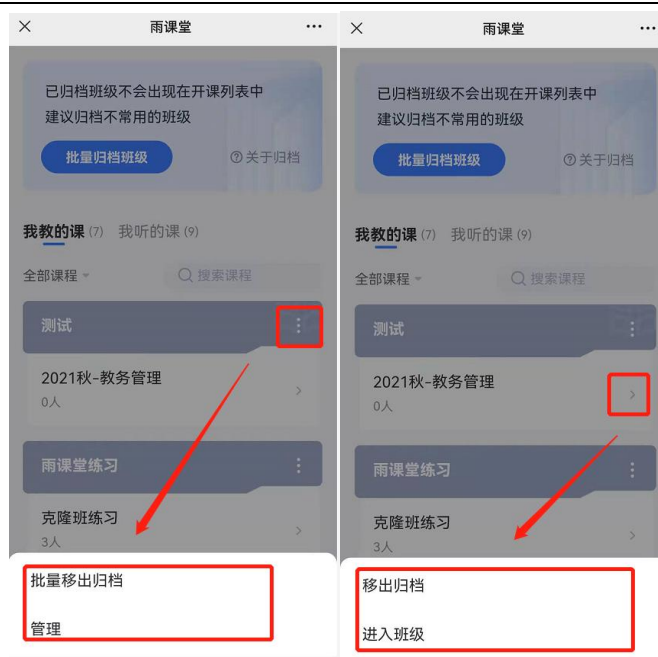 雨课堂
已归档班级不会出现在开课列表中
建议归档不常用的班级
批量归档班级
关于归档
我教的课 (7) 我听的课 (9)
全部课程
搜索课程
测试
2021秋-教务管理
0人
雨课堂练习
克隆班练习
3人
批量移出归档
管理
雨课堂
已归档班级不会出现在开课列表中
建议归档不常用的班级
批量归档班级
关于归档
我教的课 (7) 我听的课 (9)
全部课程
搜索课程
测试
2021秋-教务管理
0人
雨课堂练习
克隆班练习
3人
移出归档
进入班级